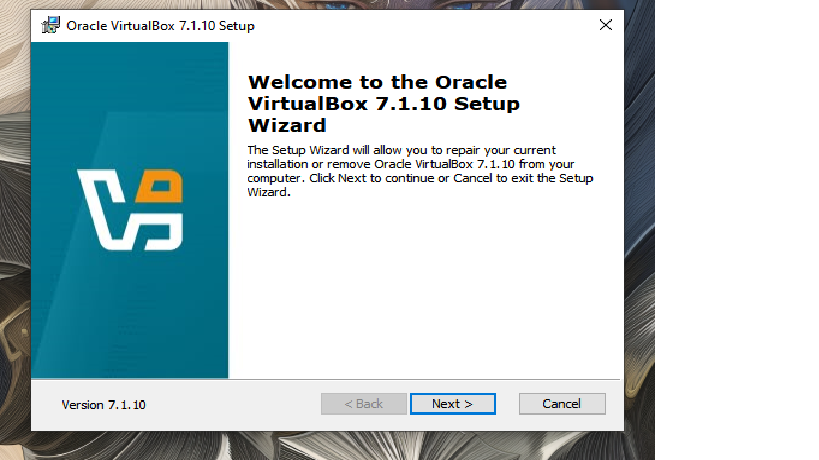 Oracle VirtualBox 7.1.10 Setup
Welcome to the Oracle
VirtualBox 7.1.10 Setup
Wizard
The Setup Wizard will allow you to repair your current
installation or remove Oracle VirtualBox 7.1.10 from your
computer. Click Next to continue or Cancel to exit the Setup
Wizard.
Version 7.1.10
< Back
Next >
Cancel